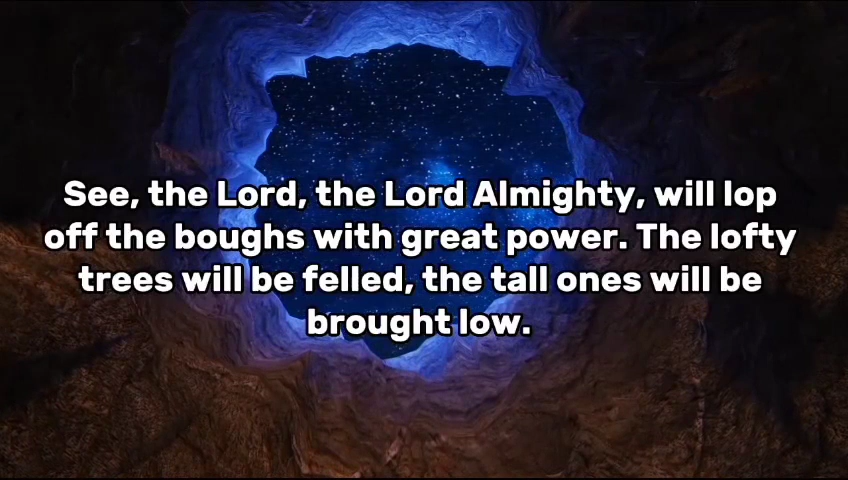 See, the Lord, the Lord Almighty, will lop
off the boughs with great power. The lofty
trees will be felled, the tall ones will be
brought low.